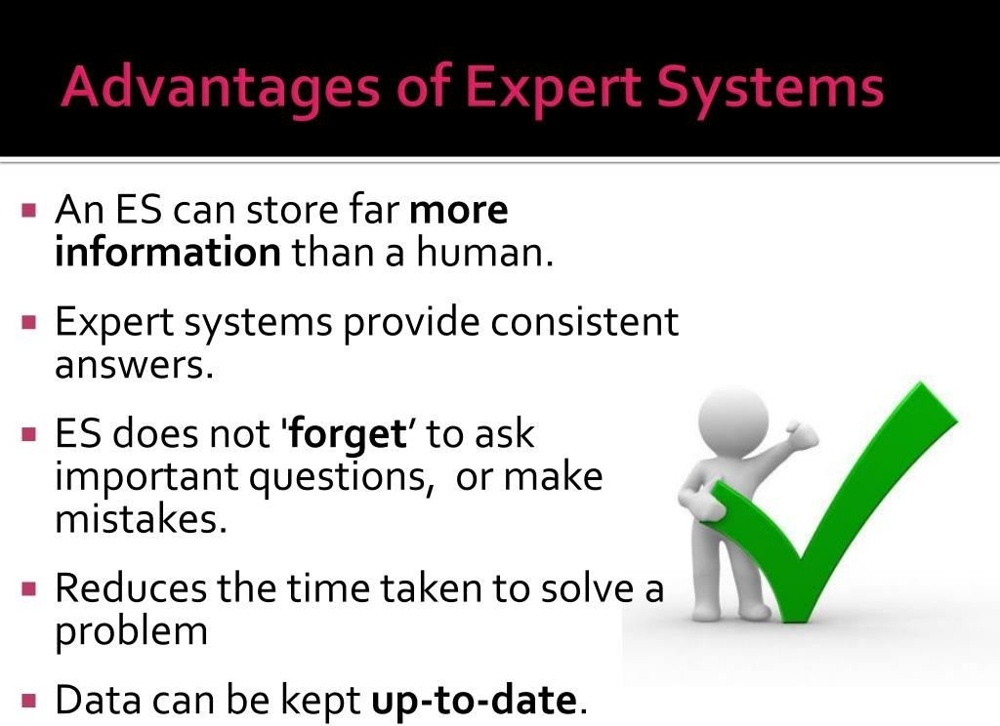 Advantages of Expert Systems
▪ An ES can store far more
information than a human.
▪ Expert systems provide consistent
answers.
▪ ES does not 'forget’ to ask
important questions,  or make
mistakes.
▪ Reduces the time taken to solve a
problem
▪ Data can be kept up-to-date.